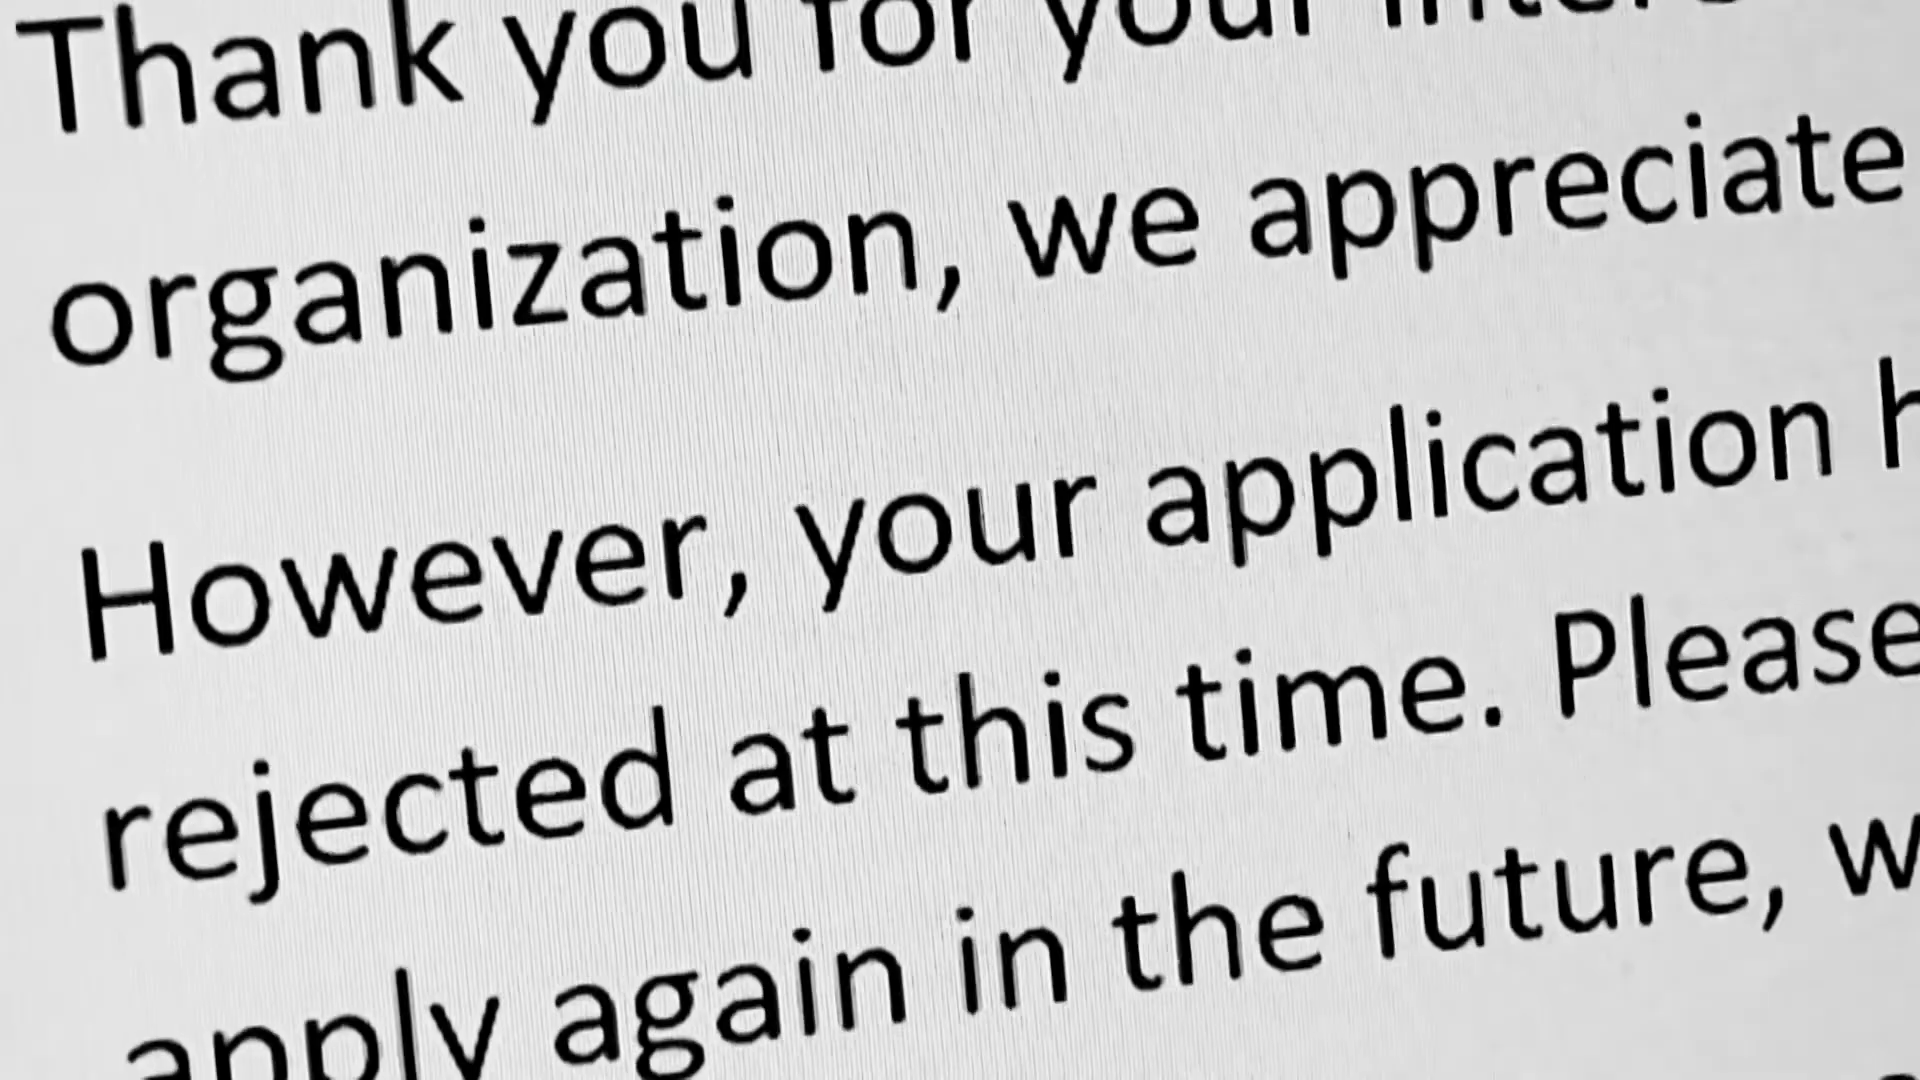 Thank you for your
organization, we appreciate
However, your application
rejected at this time. Please
apply again in the future,